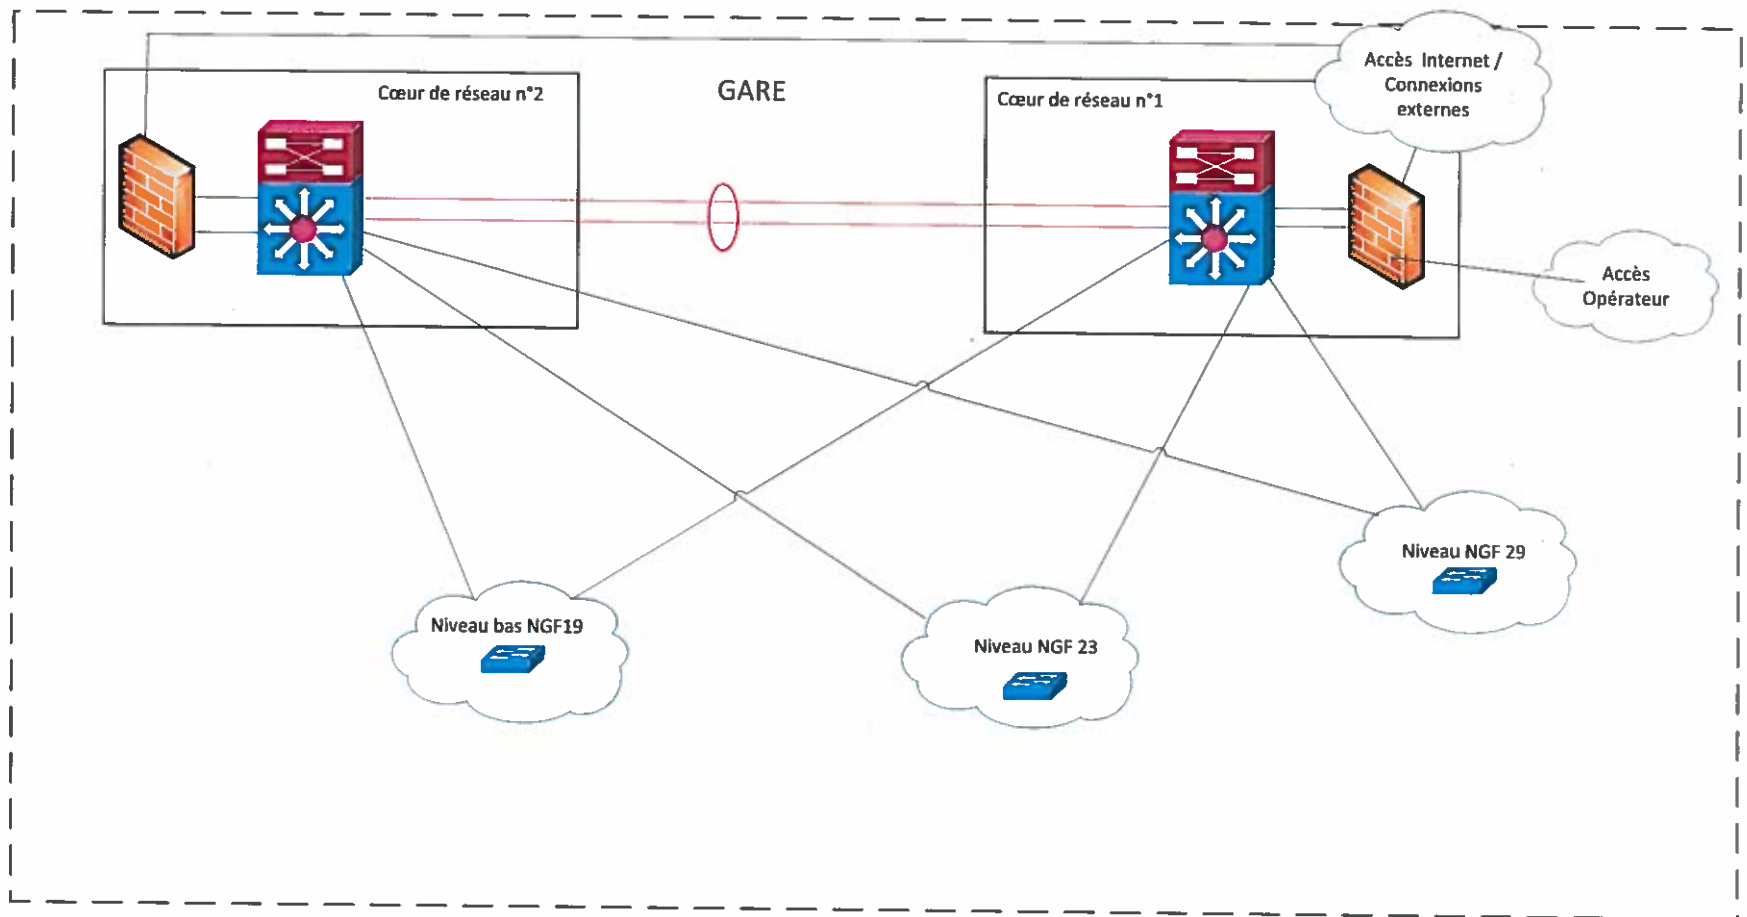 Accès Internet /
Connexions
externes
GARE
Cœur de réseau n°2
Cœur de réseau n°1
Accès
Opérateur
Niveau NGF 29
Niveau bas NGF19
Niveau NGF 23